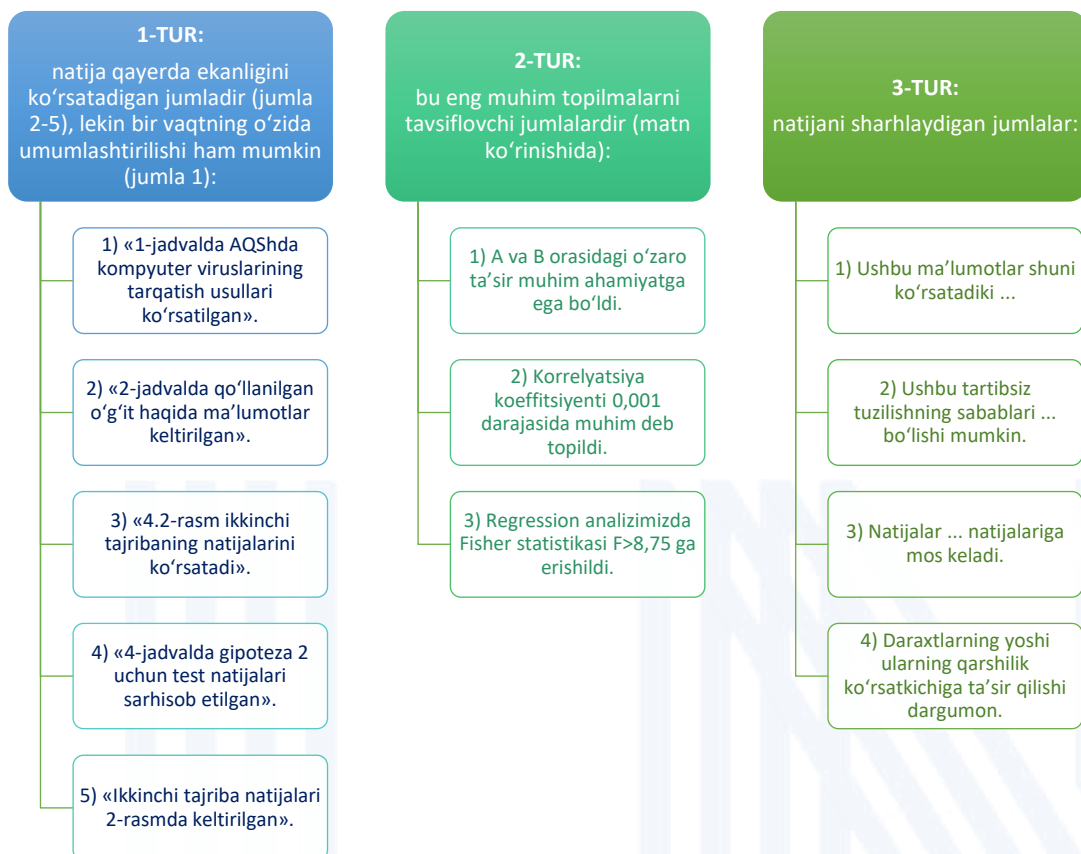 1-TUR:
natija qayerda ekanligini
ko‘rsatadigan jumladir (jumla
2-5), lekin bir vaqtning o‘zida
umumlashtirilishi ham mumkin
(jumla 1):
1) «1-jadvalda AQShda
kompyuter viruslarining
tarqatish usullari
ko‘rsatilgan».
2) «2-jadvalda qo‘llanilgan
o‘g‘it haqida ma’lumotlar
keltirilgan».
3) «4.2-rasm ikkinchi
tajribaning natijalarini
ko‘rsatadi».
4) «4-jadvalda gipoteza 2
uchun test natijalari
sarhisob etilgan».
5) «Ikkinchi tajriba natijalari
2-rasmda keltirilgan».
2-TUR:
bu eng muhim topilmalarni
tavsiflovchi jumlalardir (matn
ko‘rinishida):
1) A va B orasidagi o‘zaro
ta’sir muhim ahamiyatga
ega bo‘ldi.
2) Korrelyatsiya
koeffitsiyenti 0,001
darajasida muhim deb
topildi.
3) Regression analizimizda
Fisher statistikasi F>8,75 ga
erishildi.
3-TUR:
natijani sharhlaydigan jumlalar:
1) Ushbu ma’lumotlar shuni
ko‘rsatadiki ...
2) Ushbu tartibsiz
tuzilishning sabablari ...
bo‘lishi mumkin.
3) Natijalar ... natijalariga
mos keladi.
4) Daraxtlarning yoshi
ularning qarshilik
ko‘rsatkichiga ta’sir qilishi
dargumon.